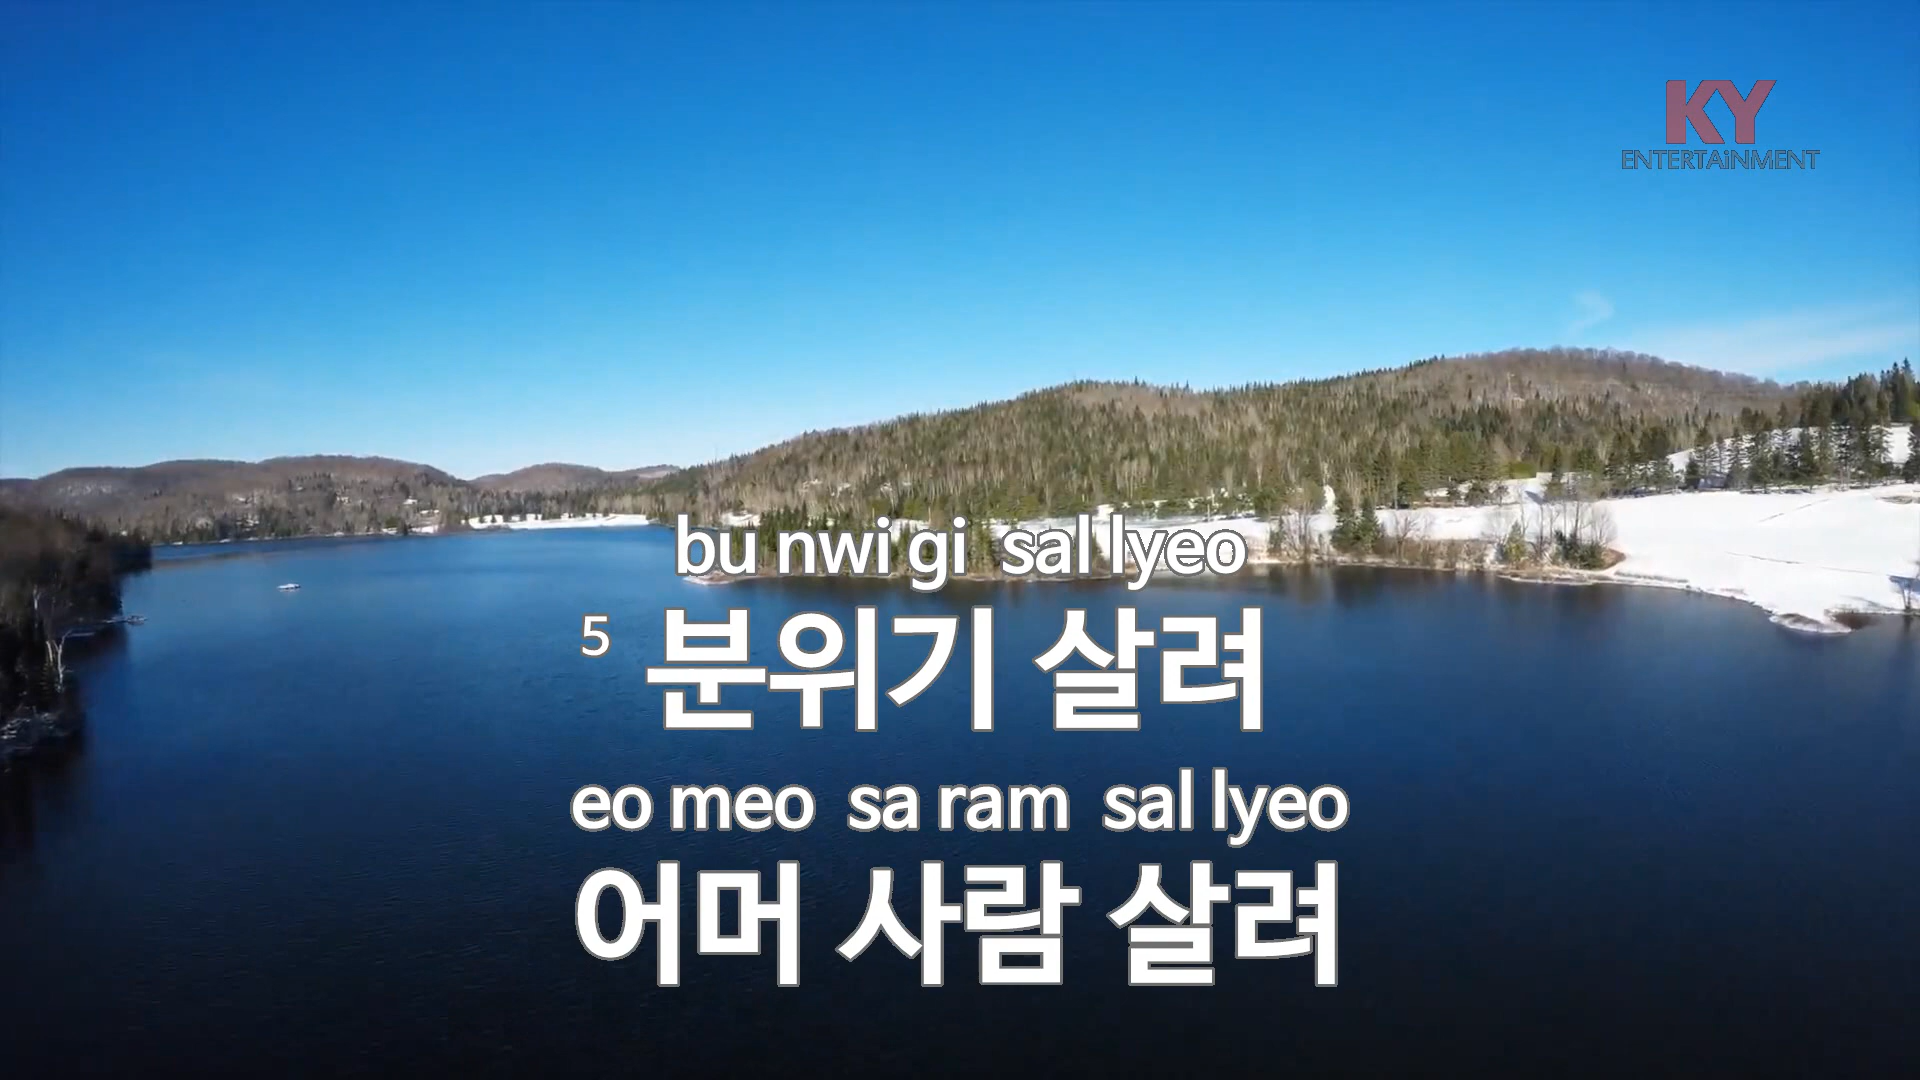 KY
ENTERTAiNMENT
bu nwi gi sal lyeo
5 분위기 살려
eo meo sa ram sal lyeo
어머 사람 살려